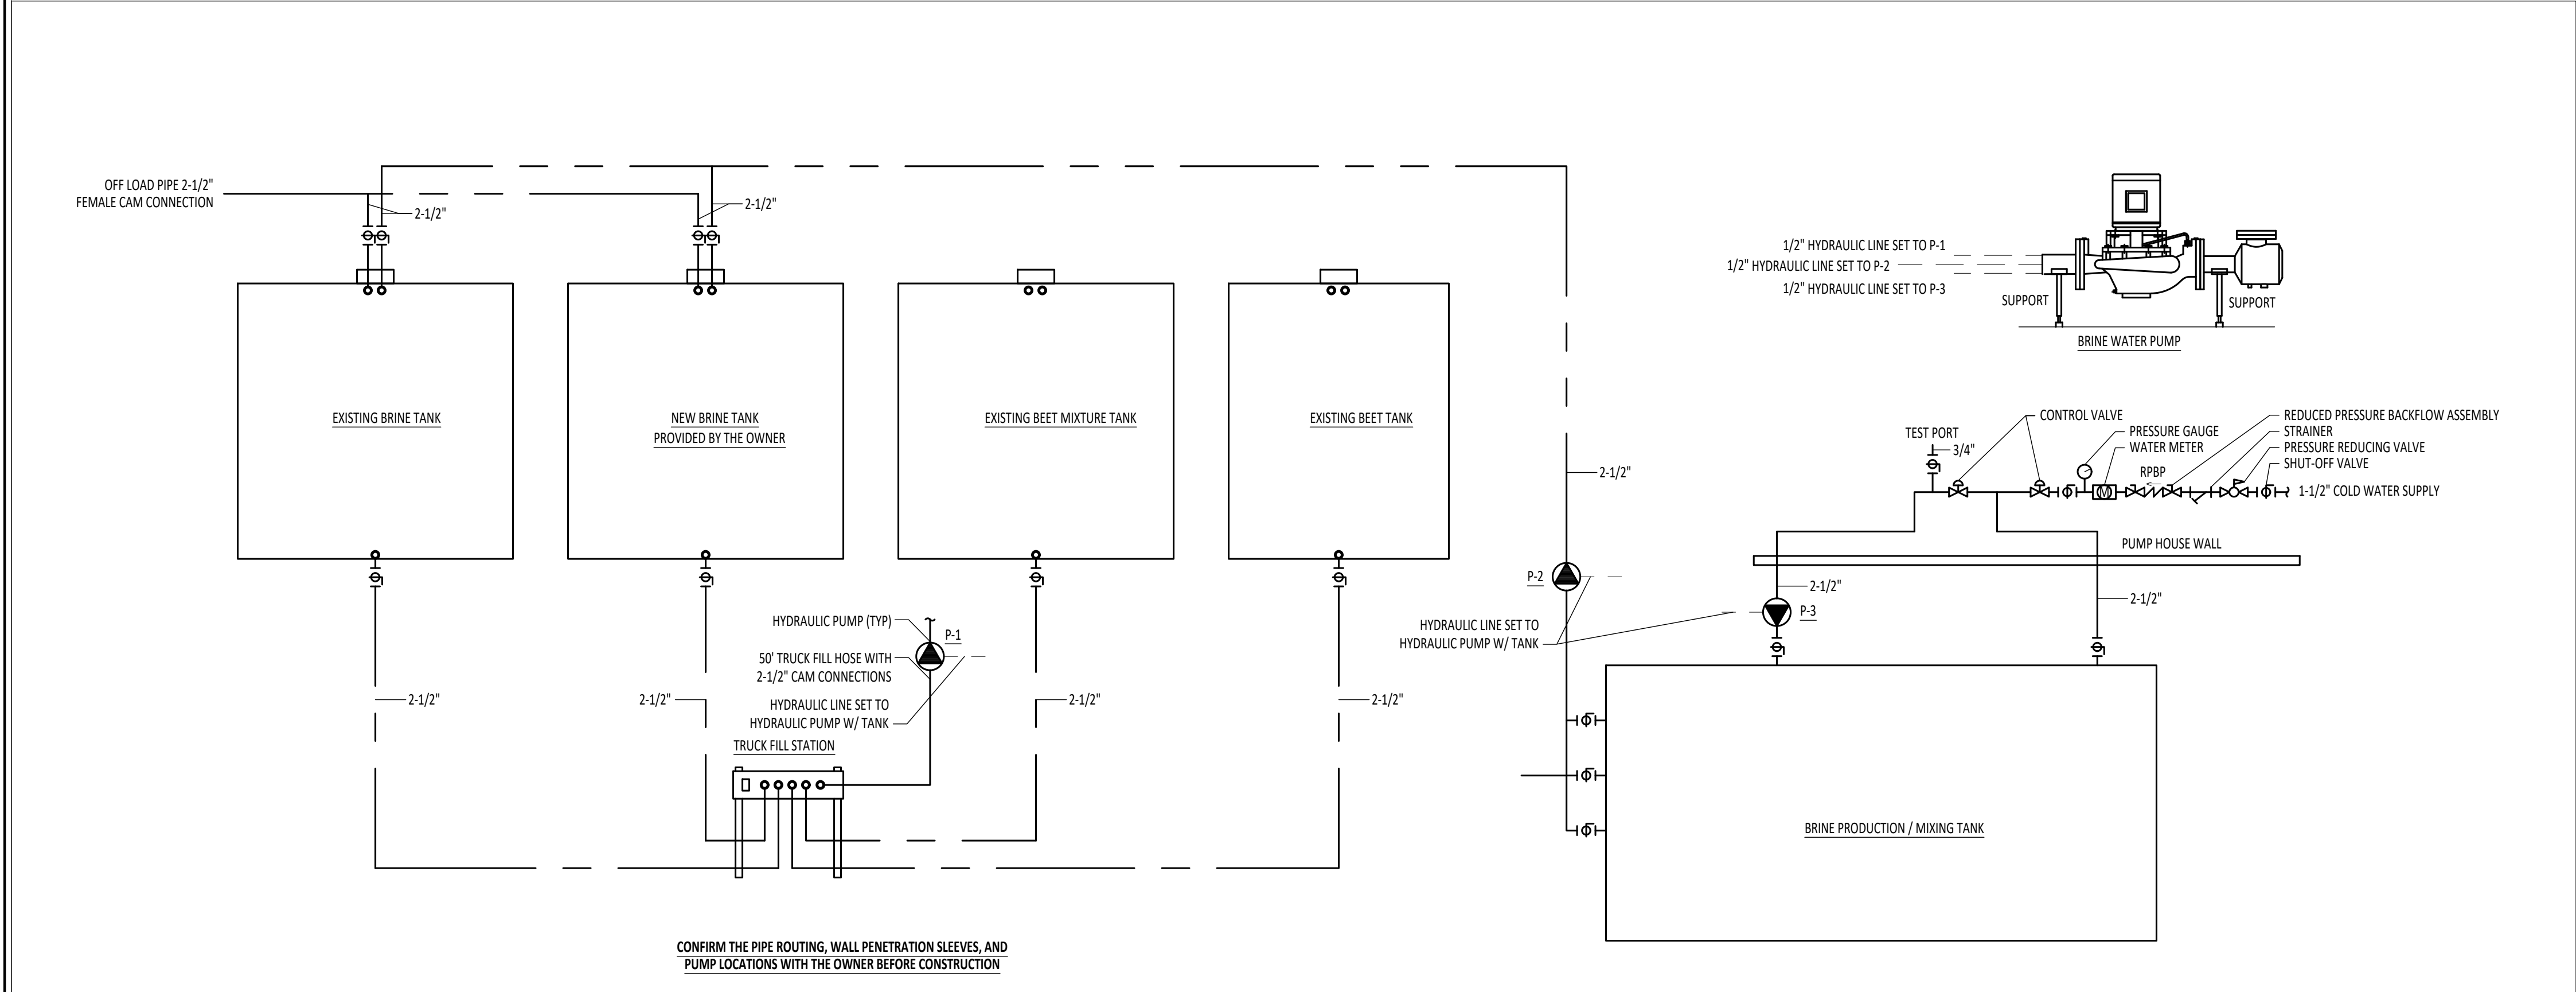 OFF LOAD PIPE 2-1/2"
FEMALE CAM CONNECTION
2-1/2"
2-1/2"
EXISTING BRINE TANK
NEW BRINE TANK
PROVIDED BY THE OWNER
EXISTING BEET MIXTURE TANK
EXISTING BEET TANK
2-1/2"
1/2" HYDRAULIC LINE SET TO P-1
1/2" HYDRAULIC LINE SET TO P-2
1/2" HYDRAULIC LINE SET TO P-3
SUPPORT
SUPPORT
BRINE WATER PUMP
CONTROL VALVE
TEST PORT
3/4"
PRESSURE GAUGE
WATER METER
RPBP
M
REDUCED PRESSURE BACKFLOW ASSEMBLY
STRAINER
PRESSURE REDUCING VALVE
SHUT-OFF VALVE
1-1/2" COLD WATER SUPPLY
PUMP HOUSE WALL
P-2
2-1/2"
P-3
2-1/2"
HYDRAULIC LINE SET TO
HYDRAULIC PUMP W/ TANK
HYDRAULIC PUMP (TYP)
P-1
50' TRUCK FILL HOSE WITH
2-1/2" CAM CONNECTIONS
HYDRAULIC LINE SET TO
HYDRAULIC PUMP W/ TANK
2-1/2"
2-1/2"
2-1/2"
2-1/2"
TRUCK FILL STATION
BRINE PRODUCTION / MIXING TANK
CONFIRM THE PIPE ROUTING, WALL PENETRATION SLEEVES, AND
PUMP LOCATIONS WITH THE OWNER BEFORE CONSTRUCTION